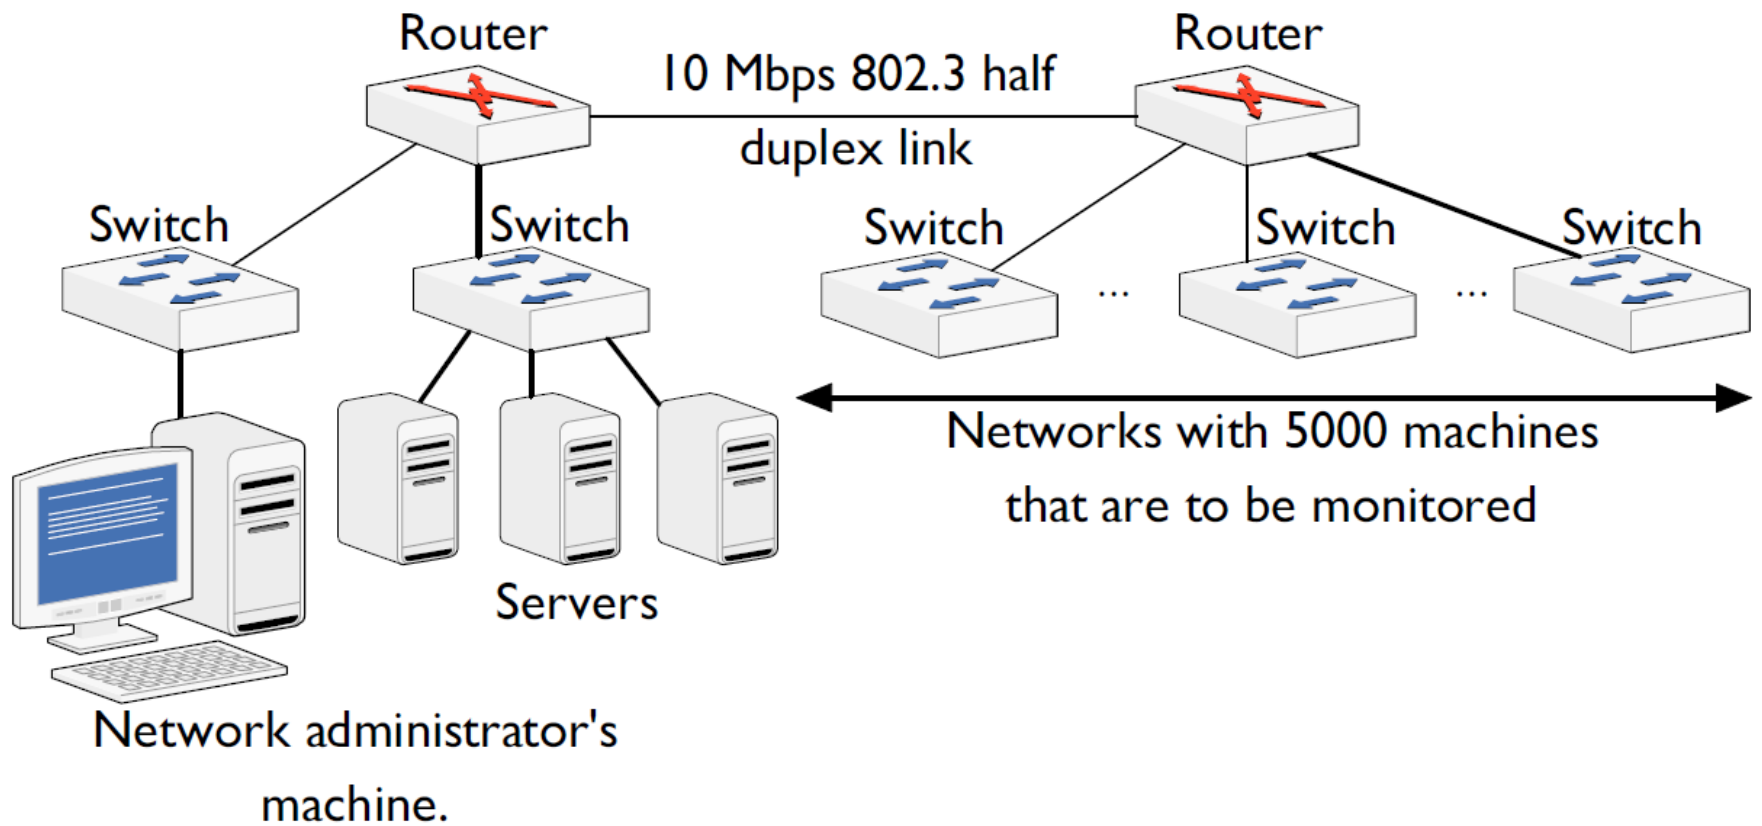 Router
Router
10 Mbps 802.3 half
duplex link
Switch
Switch
Switch
Switch
Switch
...
...
Networks with 5000 machines
that are to be monitored
Servers
Network administrator's
machine.